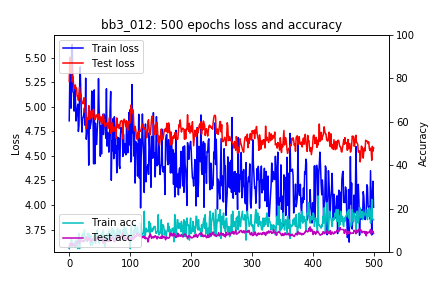 bb3_012: 500 epochs loss and accuracy
Train loss
Test loss
Train acc
Test acc
Loss
5.50
5.25
5.00
4.75
4.50
4.25
4.00
3.75
Accuracy
100
80
60
40
20
0
0
100
200
300
400
500